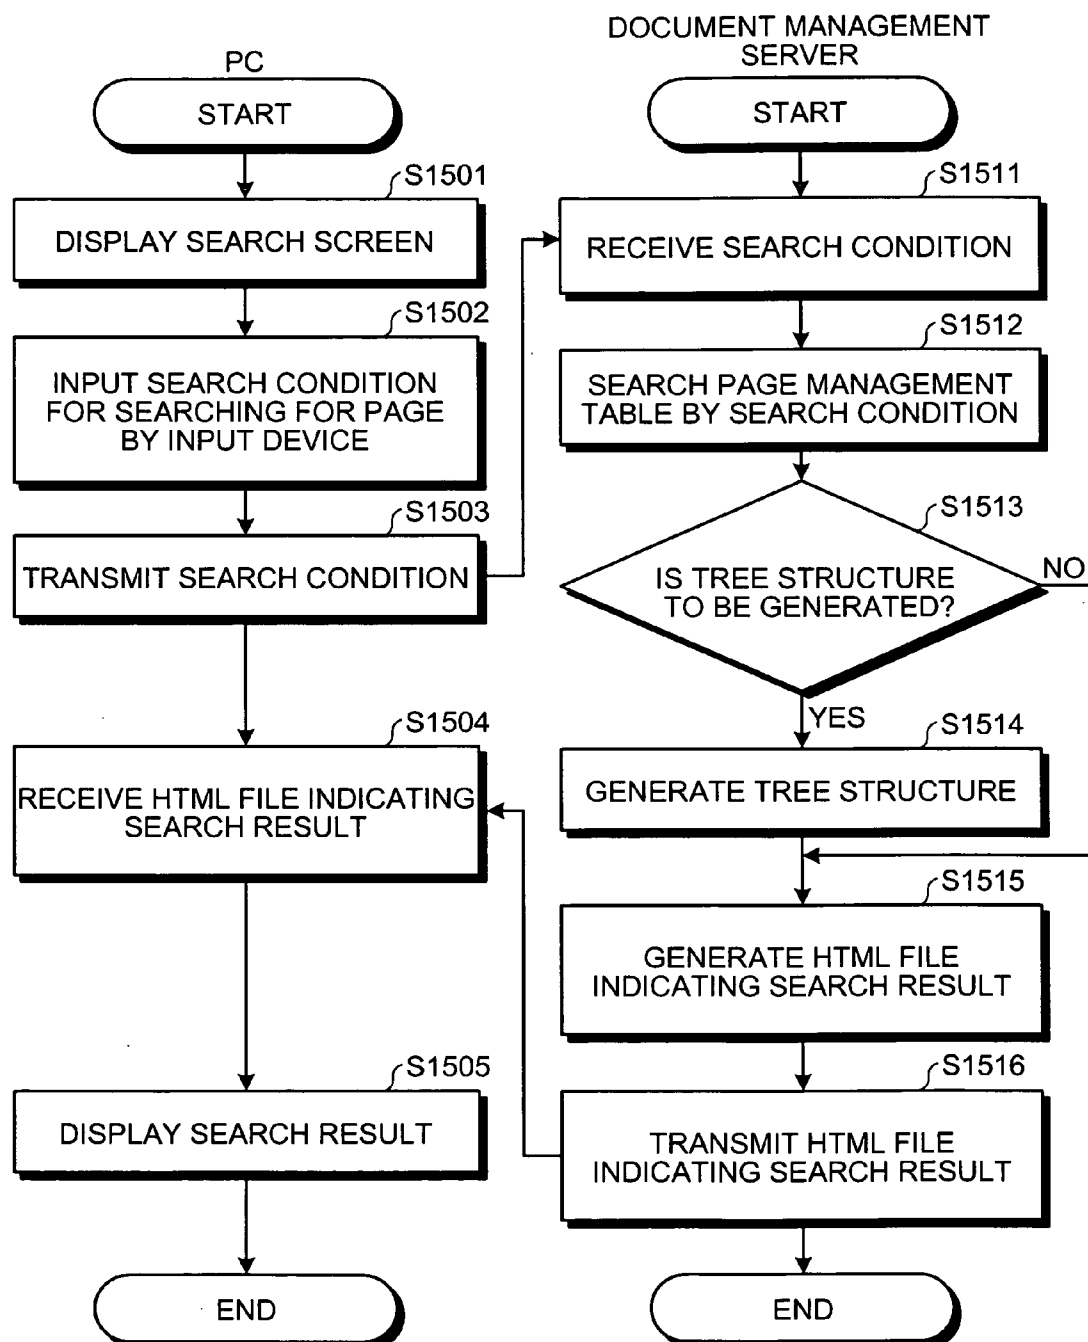 PC
START
S1501
DISPLAY SEARCH SCREEN
S1502
INPUT SEARCH CONDITION
FOR SEARCHING FOR PAGE
BY INPUT DEVICE
S1503
TRANSMIT SEARCH CONDITION
S1504
RECEIVE HTML FILE INDICATING
SEARCH RESULT
S1505
DISPLAY SEARCH RESULT
END
DOCUMENT MANAGEMENT
SERVER
START
S1511
RECEIVE SEARCH CONDITION
S1512
SEARCH PAGE MANAGEMENT
TABLE BY SEARCH CONDITION
S1513
IS TREE STRUCTURE
TO BE GENERATED?
NO
YES
S1514
GENERATE TREE STRUCTURE
S1515
GENERATE HTML FILE
INDICATING SEARCH RESULT
S1516
TRANSMIT HTML FILE
INDICATING SEARCH RESULT
END